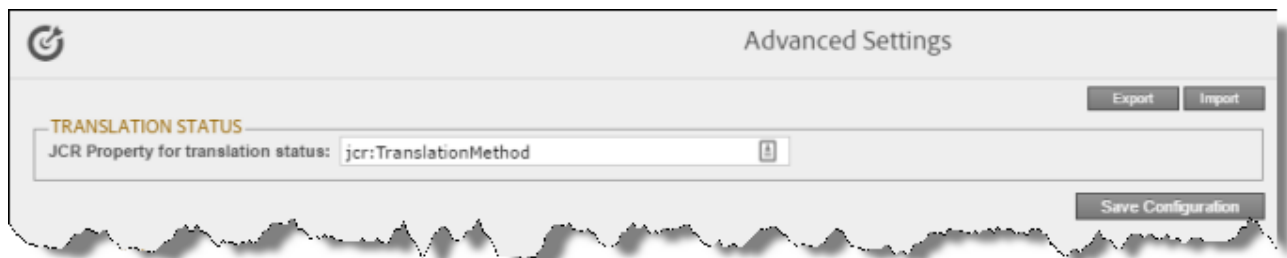 Advanced Settings
Export Import
TRANSLATION STATUS
JCR Property for translation status: jcr:TranslationMethod
Save Configuration